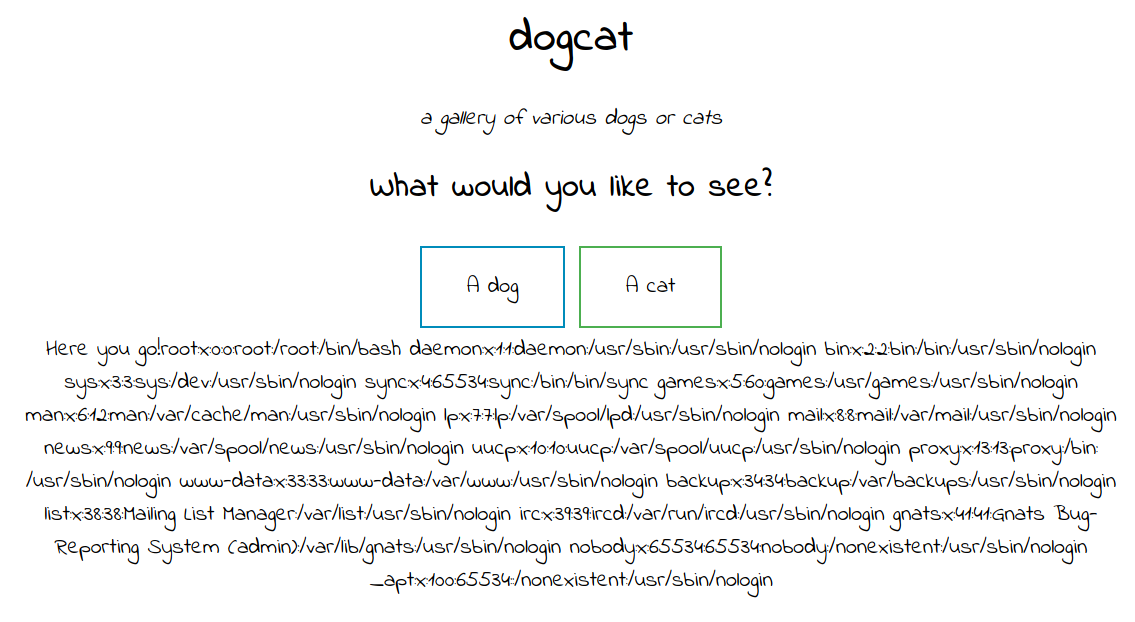 dogcat
a gallery of various dogs or cats
What would you like to see?
A dog
A cat
Here you go!root:x:0:0:root:/root:/bin/bash daemon:x:1:1:daemon:/usr/sbin:/usr/sbin/nologin bin:x:2:2:bin:/bin:/usr/sbin/nologin
sys:x:3:3:sys:/dev:/usr/sbin/nologin sync:x:4:65534:sync:/bin:/bin/sync games:x:5:60:games:/usr/games:/usr/sbin/nologin
man:x:6:12:man:/var/cache/man:/usr/sbin/nologin lp:x:7:7:lp:/var/spool/lpd:/usr/sbin/nologin mail:x:8:8:mail:/var/mail:/usr/sbin/nologin
news:x:9:9:news:/var/spool/news:/usr/sbin/nologin uucp:x:10:10:uucp:/var/spool/uucp:/usr/sbin/nologin proxy:x:13:13:proxy:/bin:
/usr/sbin/nologin www-data:x:33:33:www-data:/var/www:/usr/sbin/nologin backup:x:34:34:backup:/var/backups:/usr/sbin/nologin
list:x:38:38:Mailing List Manager:/var/list:/usr/sbin/nologin irc:x:39:39:ircd:/var/run/ircd:/usr/sbin/nologin gnats:x:41:41:Gnats Bug-
Reporting System (admin):/var/lib/gnats:/usr/sbin/nologin nobody:x:65534:65534:nobody:/nonexistent:/usr/sbin/nologin
_apt:x:100:65534::/nonexistent:/usr/sbin/nologin